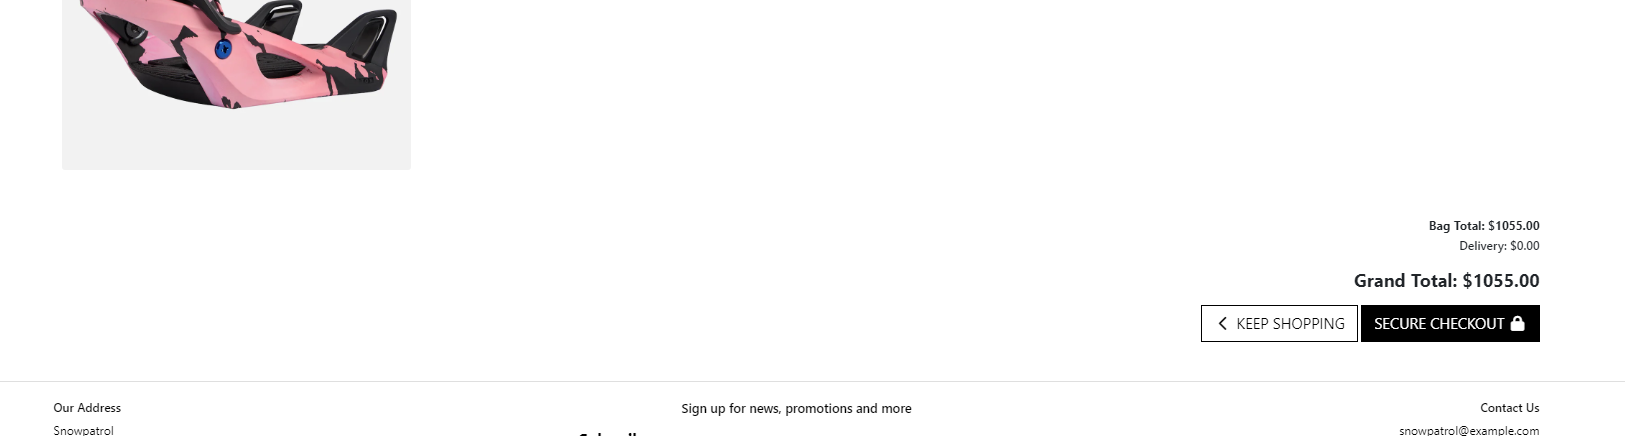 Bag Total: $1055.00
Delivery: $0.00
Grand Total: $1055.00
KEEP SHOPPING
SECURE CHECKOUT
Our Address
Sign up for news, promotions and more
Contact Us
Snowpatrol
snowpatrol@example.com